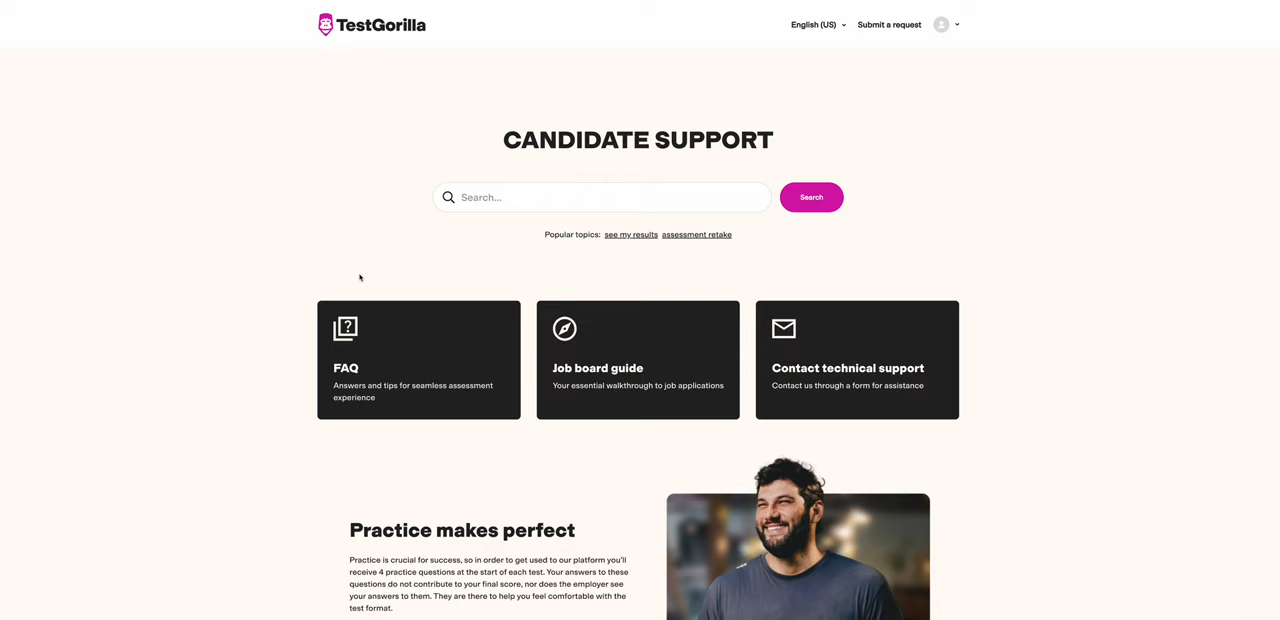 TestGorilla
English (US)
Submit a request
CANDIDATE SUPPORT
Search...
Search
Popular topics: see my results assessment retake
FAQ
Answers and tips for seamless assessment
experience
Job board guide
Your essential walkthrough to job applications
Contact technical support
Contact us through a form for assistance
Practice makes perfect
Practice is crucial for success, so in order to get used to our platform you'll
receive 4 practice questions at the start of each test. Your answers to these
questions do not contribute to your final score, nor does the employer see
your answers to them. They are there to help you feel comfortable with the
test format.